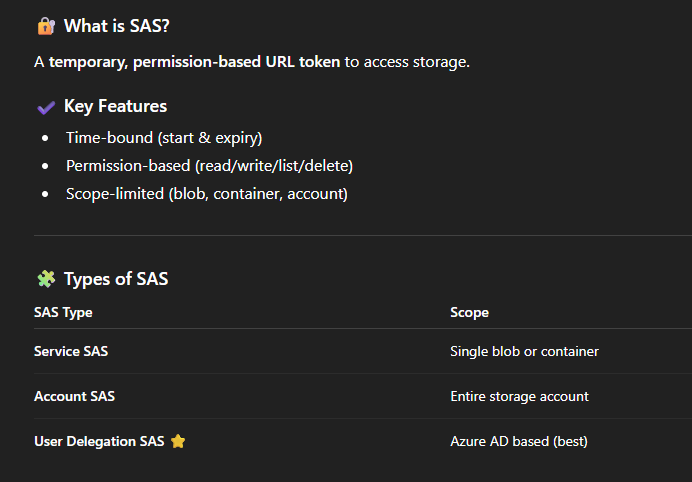 🔐 What is SAS?
A temporary, permission-based URL token to access storage.
✔ Key Features
• Time-bound (start & expiry)
• Permission-based (read/write/list/delete)
• Scope-limited (blob, container, account)
🧩 Types of SAS
SAS Type Scope
Service SAS Single blob or container
Account SAS Entire storage account
User Delegation SAS ⭐ Azure AD based (best)